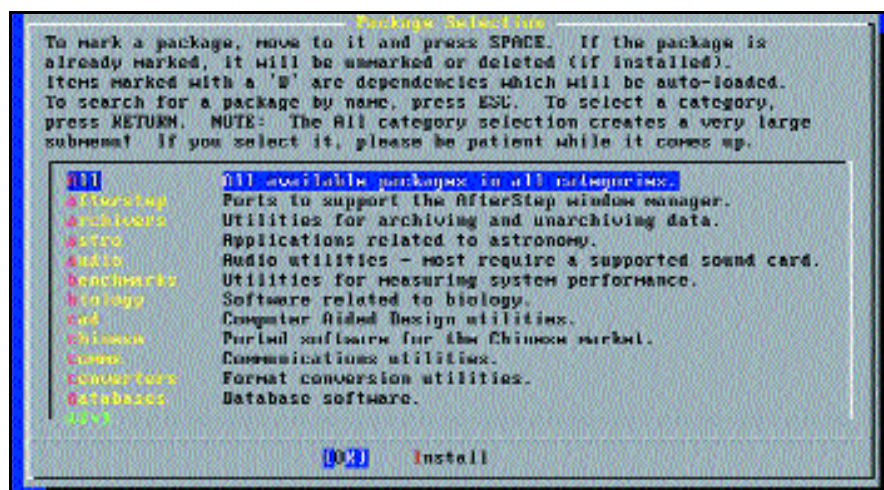 Package Selection
To mark a package, move to it and press SPACE. If the package is
already marked, it will be unmarked or deleted (if installed).
Items marked with a 'D' are dependencies which will be auto-loaded.
To search for a package by name, press ESC. To select a category,
press RETURN. NOTE: The All category selection creates a very large
submenu! If you select it, please be patient while it comes up.
All All available packages in all categories.
afterstep Ports to support the AfterStep window manager.
archivers Utilities for archiving and unarchiving data.
astro Applications related to astronomy.
audio Audio utilities - most require a supported sound card.
benchmarks Utilities for measuring system performance.
biology Software related to biology.
cad Computer Aided Design utilities.
chinese Ported software for the Chinese market.
comms Communications utilities.
converters Format conversion utilities.
databases Database software.
[OK] Install